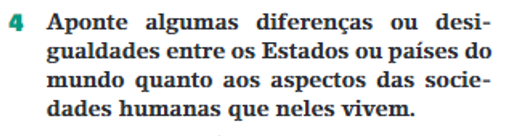 4 Aponte algumas diferenças ou desi-
gualdades entre os Estados ou países do
mundo quanto aos aspectos das socie-
dades humanas que neles vivem.